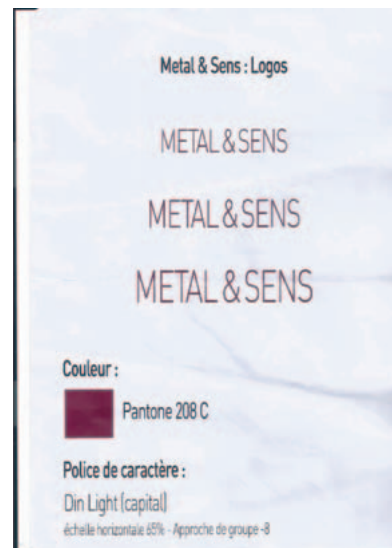 Metal & Sens : Logos
METAL & SENS
METAL & SENS
METAL & SENS
Couleur :
Pantone 208 C
Police de caractère :
Din Light (capital)
échelle horizontale 65% - Approche de groupe -8